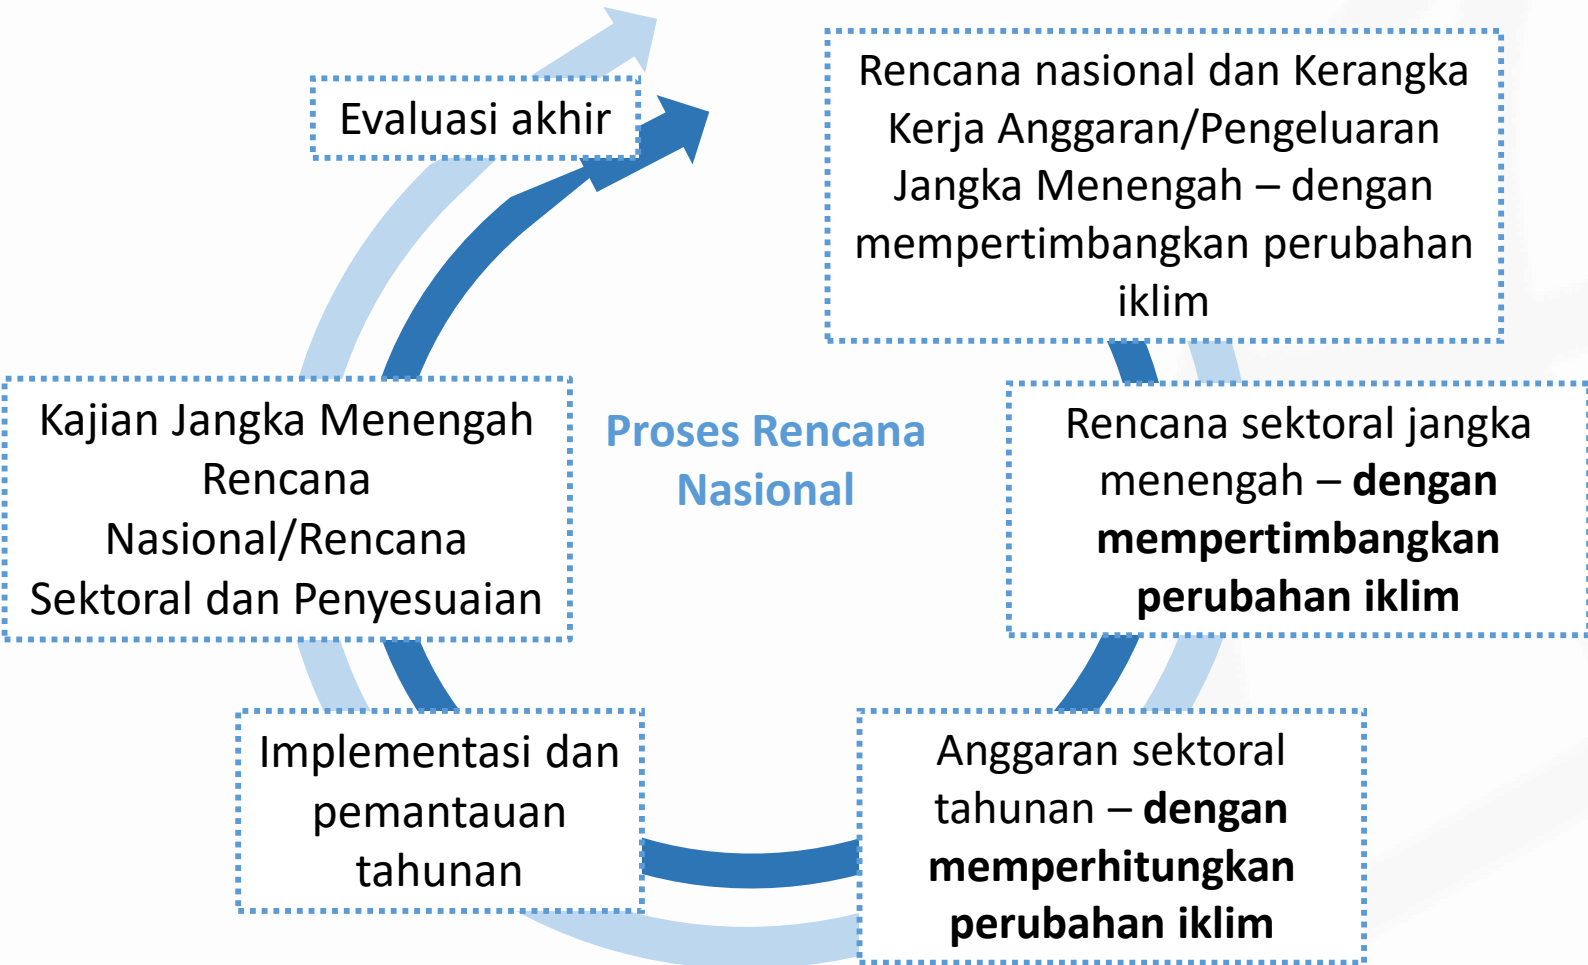 Evaluasi akhir
Rencana nasional dan Kerangka
Kerja Anggaran/Pengeluaran
Jangka Menengah – dengan
mempertimbangkan perubahan
iklim
Kajian Jangka Menengah
Rencana
Nasional/Rencana
Sektoral dan Penyesuaian
Proses Rencana
Nasional
Rencana sektoral jangka
menengah – dengan
mempertimbangkan
perubahan iklim
Implementasi dan
pemantauan
tahunan
Anggaran sektoral
tahunan – dengan
memperhitungkan
perubahan iklim